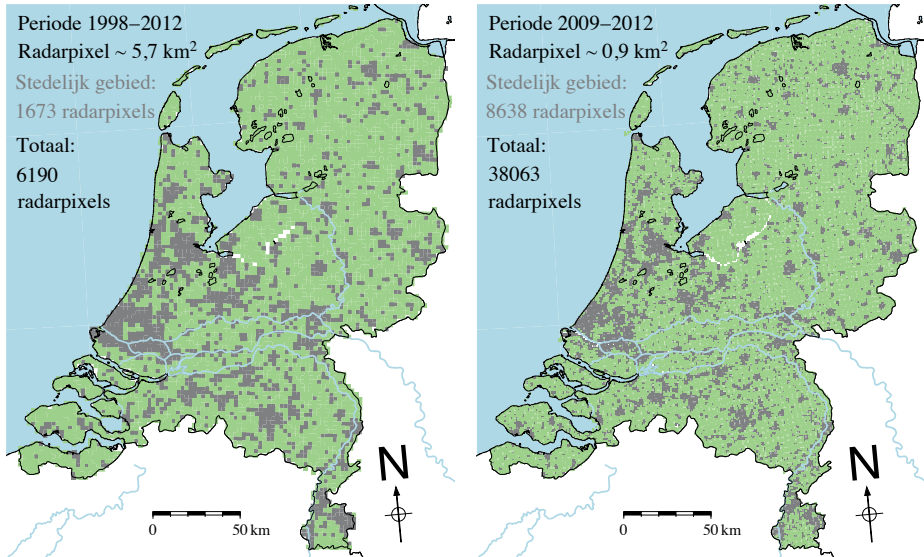 Periode 1998–2012
Radarpixel ~ 5,7 km²
Stedelijk gebied:
1673 radarpixels
Totaal:
6190
radarpixels
N
0 50 km
Periode 2009–2012
Radarpixel ~ 0,9 km²
Stedelijk gebied:
8638 radarpixels
Totaal:
38063
radarpixels
N
0 50 km